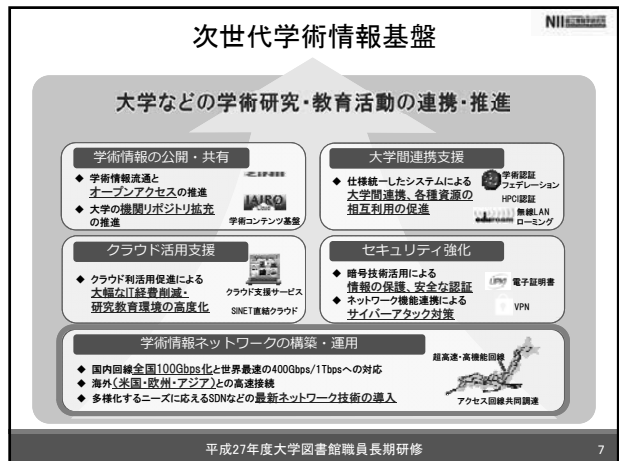 次世代学術情報基盤
NII
大学などの学術研究・教育活動の連携・推進
学術情報の公開・共有
◆ 学術情報流通と
オープンアクセスの推進
◆ 大学の機関リポジトリ拡充
の推進
JAIRO
学術コンテンツ基盤
大学間連携支援
◆ 仕様統一したシステムによる
大学間連携、各種資源の
相互利用の促進
学術認証
フェデレーション
HPCI認証
無線LAN
ローミング
クラウド活用支援
◆ クラウド利活用促進による
大幅なIT経費削減・
研究教育環境の高度化
クラウド支援サービス
SINET直結クラウド
セキュリティ強化
◆ 暗号技術活用による
情報の保護、安全な認証
◆ ネットワーク機能連携による
サイバーアタック対策
電子証明書
VPN
学術情報ネットワークの構築・運用
◆ 国内回線全国100Gbps化と世界最速の400Gbps/1Tbpsへの対応
◆ 海外(米国・欧州・アジア)との高速接続
◆ 多様化するニーズに応えるSDNなどの最新ネットワーク技術の導入
超高速・高機能回線
アクセス回線共同調達
平成27年度大学図書館職員長期研修
7